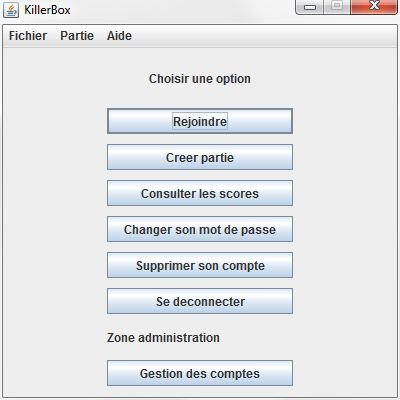 KillerBox
Fichier Partie Aide
Choisir une option
Rejoindre
Creer partie
Consulter les scores
Changer son mot de passe
Supprimer son compte
Se deconnecter
Zone administration
Gestion des comptes